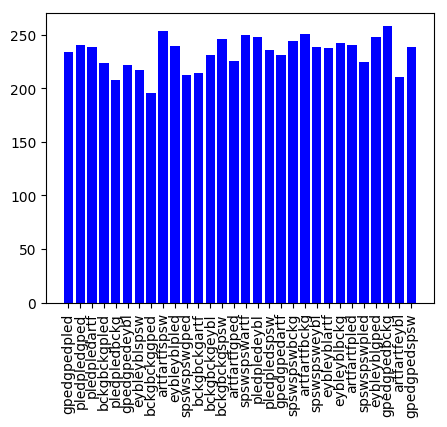 250
200
150
100
50
0
gpedgpedpled
pledpledgped
pledpledartf
bckgbckgpled
pledpledbckg
gpedgpedeybl
eybleyblspsw
bckgbckggped
artfartfspsw
eybleyblpled
spswspswgped
bckgbckgartf
bckgbckgeybl
bckgbckgspsw
artfartfgped
spswspswartf
pledpledeybl
pledpledspsw
gpedgpedartf
spswspswbckg
artfartfbckg
spswspsweybl
eybleyblartf
eybleyblbckg
artfartfpled
spswspswpled
eybleyblgped
gpedgpedbckg
artfartfeybl
gpedgpedspsw